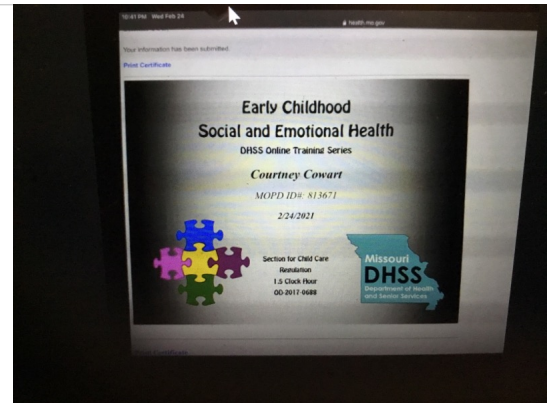 10:41 PM Wed Feb 24
health.mo.gov
Your information has been submitted.
Print Certificate
Early Childhood
Social and Emotional Health
DHSS Online Training Series
Courtney Cowart
MOPD ID#: 813671
2/24/2021
Section for Child Care
Regulation
1.5 Clock Hour
OD-2017-0688
Missouri
DHSS
Department of Health
and Senior Services
Print Certificate